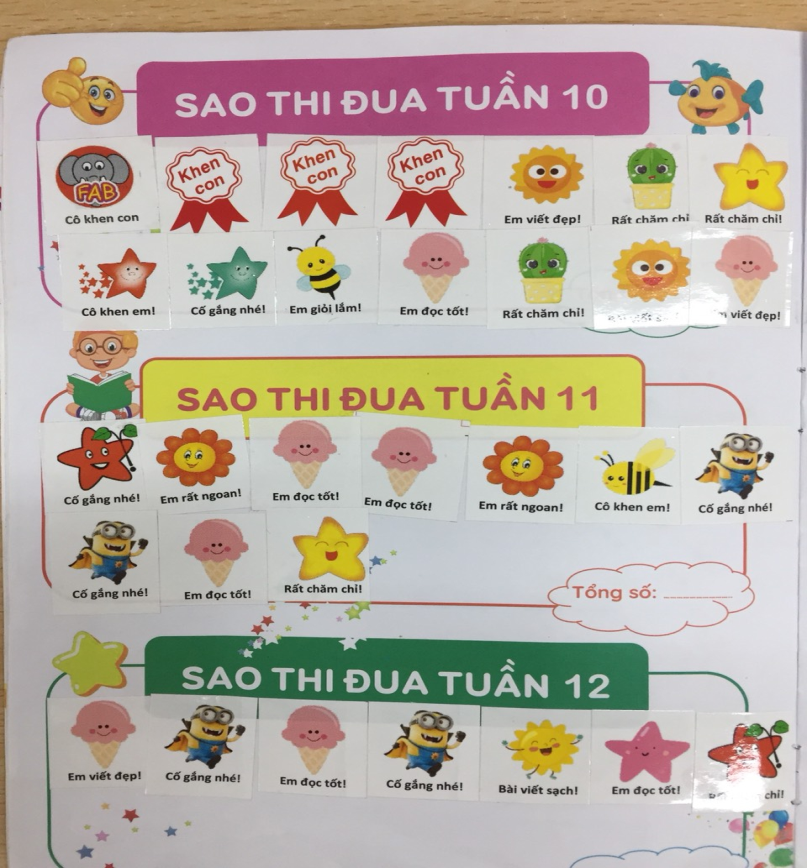 SAO THI ĐUA TUẦN 10
FAB
Cô khen con
Khen
con
Khen
con
Khen
con
Em viết đẹp!
Rất chăm chỉ
Rất chăm chỉ!
Cô khen em!
Cố gắng nhé!
Em giỏi lắm!
Em đọc tốt!
Rất chăm chỉ!
viết đẹp!
SAO THI ĐUA TUẦN 11
Cố gắng nhé!
Em rất ngoan!
Em đọc tốt!
Em đọc tốt!
Em rất ngoan!
Cô khen em!
Cố gắng nhé!
Cố gắng nhé!
Em đọc tốt!
Rất chăm chỉ!
Tổng số:
SAO THI ĐUA TUẦN 12
Em viết đẹp!
Cố gắng nhé!
Em đọc tốt!
Cố gắng nhé!
Bài viết sạch!
Em đọc tốt!
chỉ!